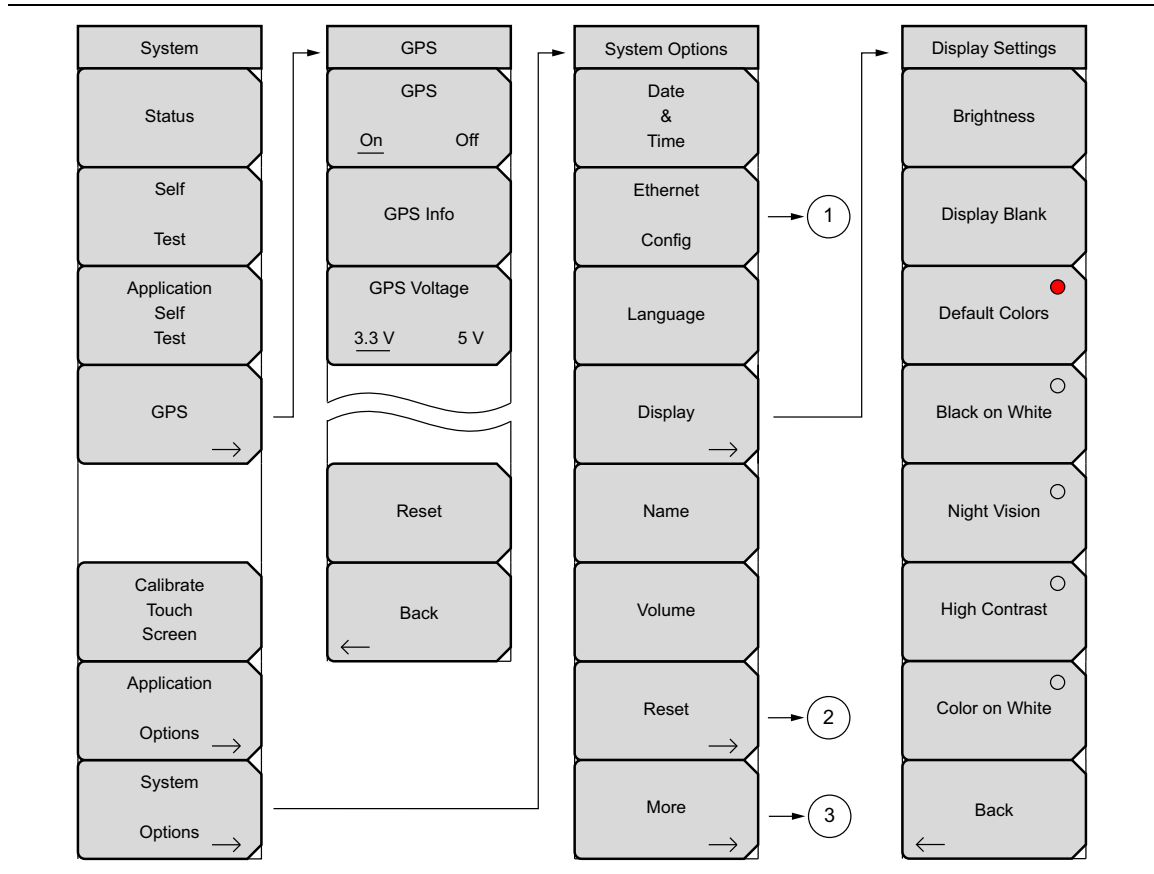 System
Status
Self
Test
Application
Self
Test
GPS
Calibrate
Touch
Screen
Application
Options
System
Options
GPS
GPS
On Off
GPS Info
GPS Voltage
3.3 V 5 V
Reset
Back
System Options
Date
&
Time
Ethernet
Config
1
Language
Display
Name
Volume
Reset
2
More
3
Display Settings
Brightness
Display Blank
Default Colors
Black on White
Night Vision
High Contrast
Color on White
Back